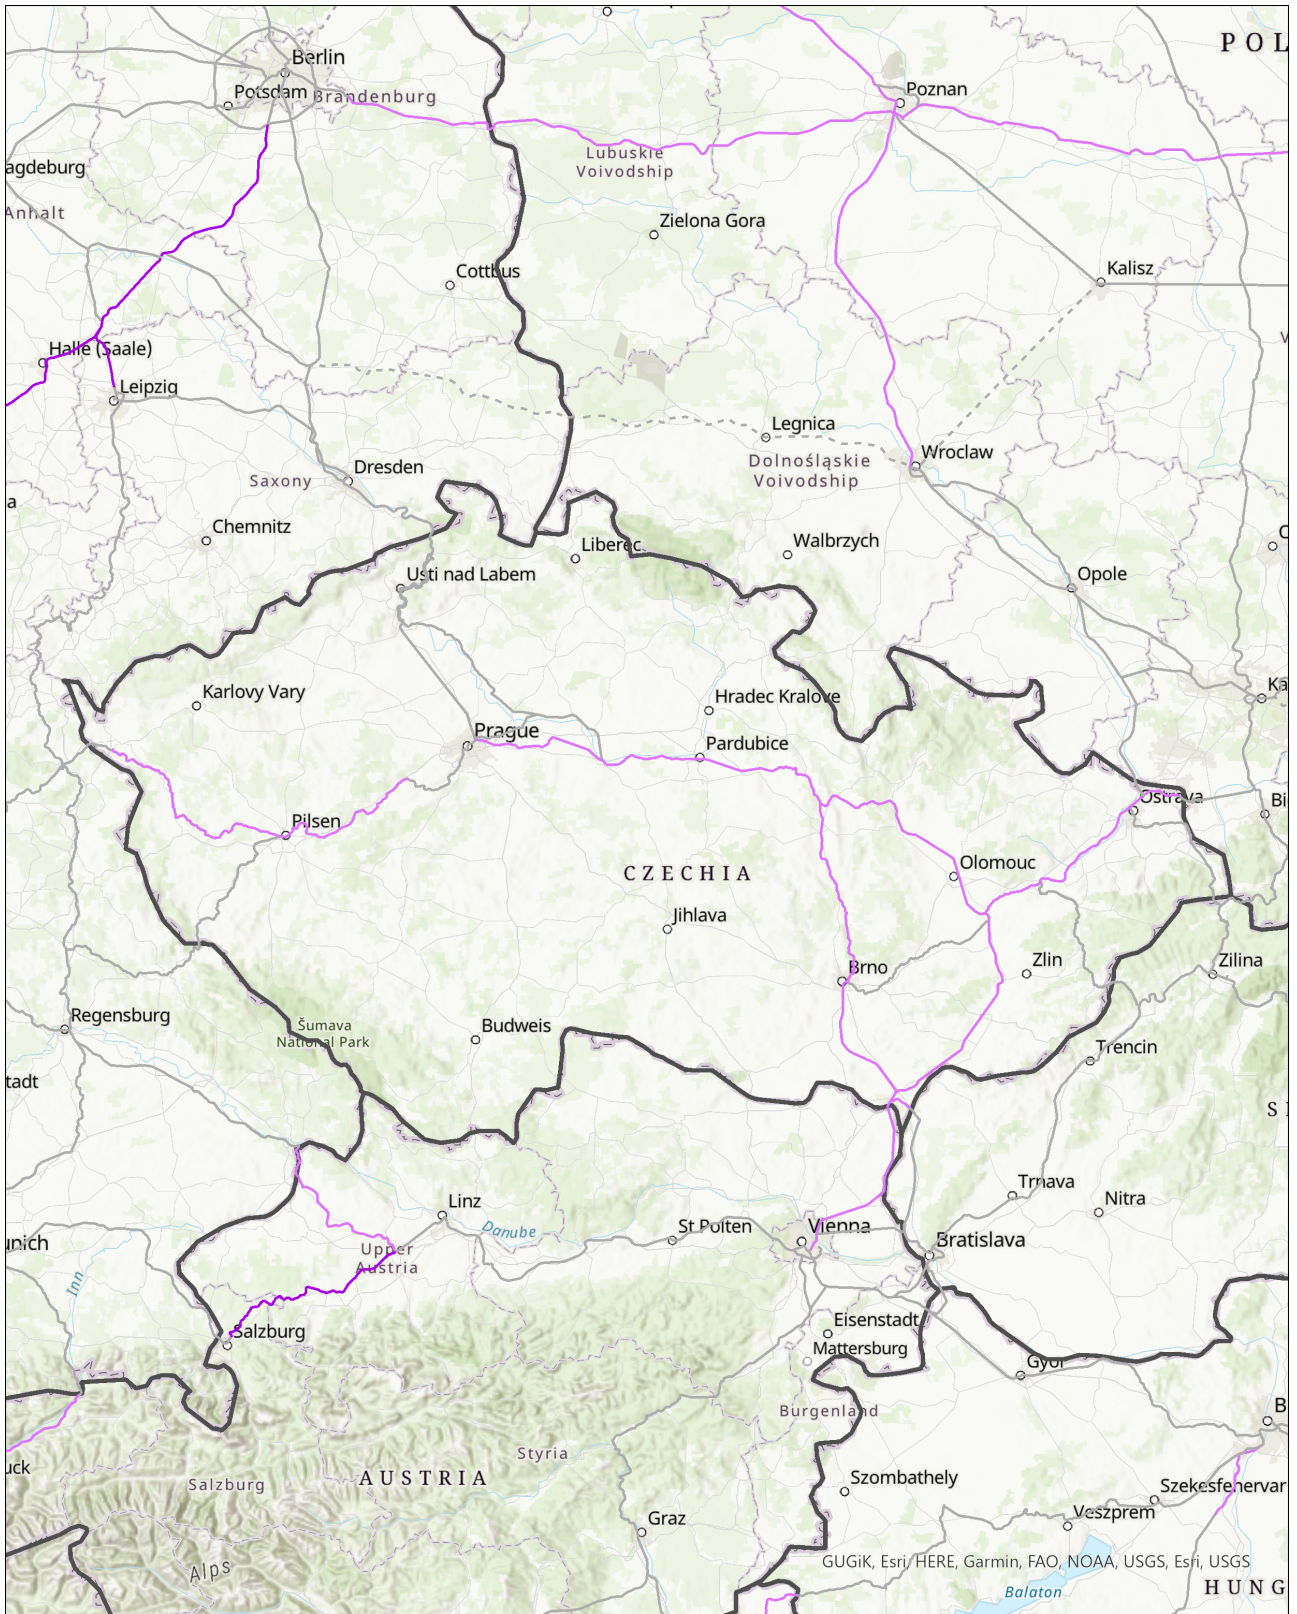 Berlin
POL
Potsdam
Brandenburg
Poznan
Lubuskie
Voivodship
agdeburg
Anhalt
Zielona Gora
Cottbus
Kalisz
Halle (Saale)
Leipzig
Legnica
Wroclaw
Dolnośląskie
Voivodship
Dresden
Saxony
a
Chemnitz
Liberec
Walbrzych
Usti nad Labem
Opole
Karlovy Vary
Hradec Kralove
Ka
Prague
Pardubice
Ostrava
Bi
Pilsen
CZECHIA
Olomouc
Jihlava
Brno
Zlin
Zilina
Regensburg
Šumava
National Park
Budweis
Trencin
tadt
Trnava
Nitra
Linz
Danube
St Polten
Vienna
Bratislava
unich
Upper
Austria
Inn
Salzburg
Eisenstadt
Mattersburg
Gyor
Burgenland
B
Styria
uck
AUSTRIA
Salzburg
Szombathely
Szekesfehervar
Veszprem
Graz
Alps
GUGiK, Esri, HERE, Garmin, FAO, NOAA, USGS, Esri, USGS
Balaton
HUNG